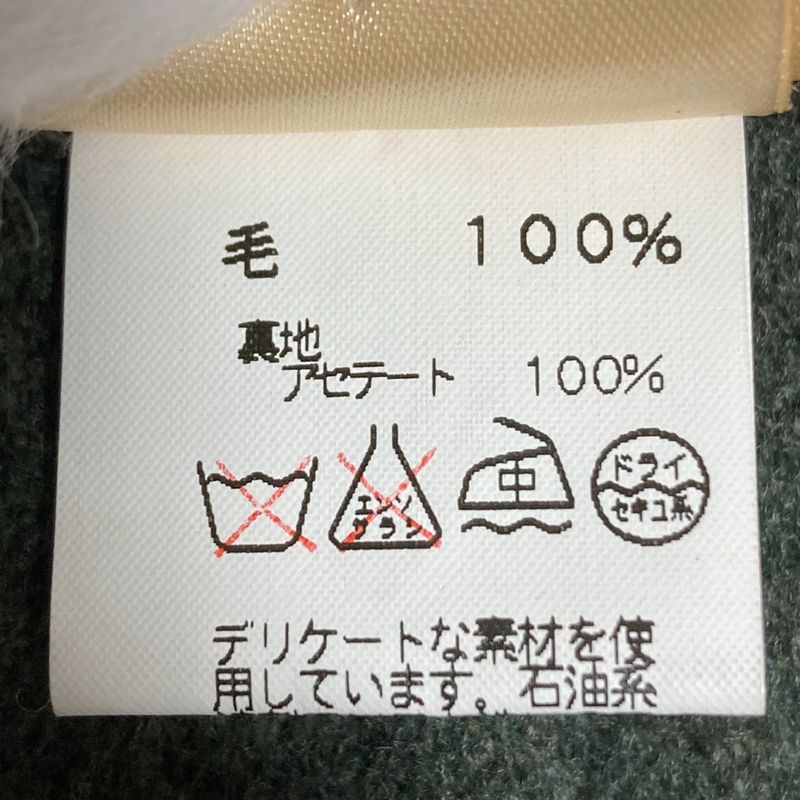 毛 100%
裏地
アセテート 100%
エンソ サラシ 中 ドライ セキユ系
デリケートな素材を使
用しています。石油系